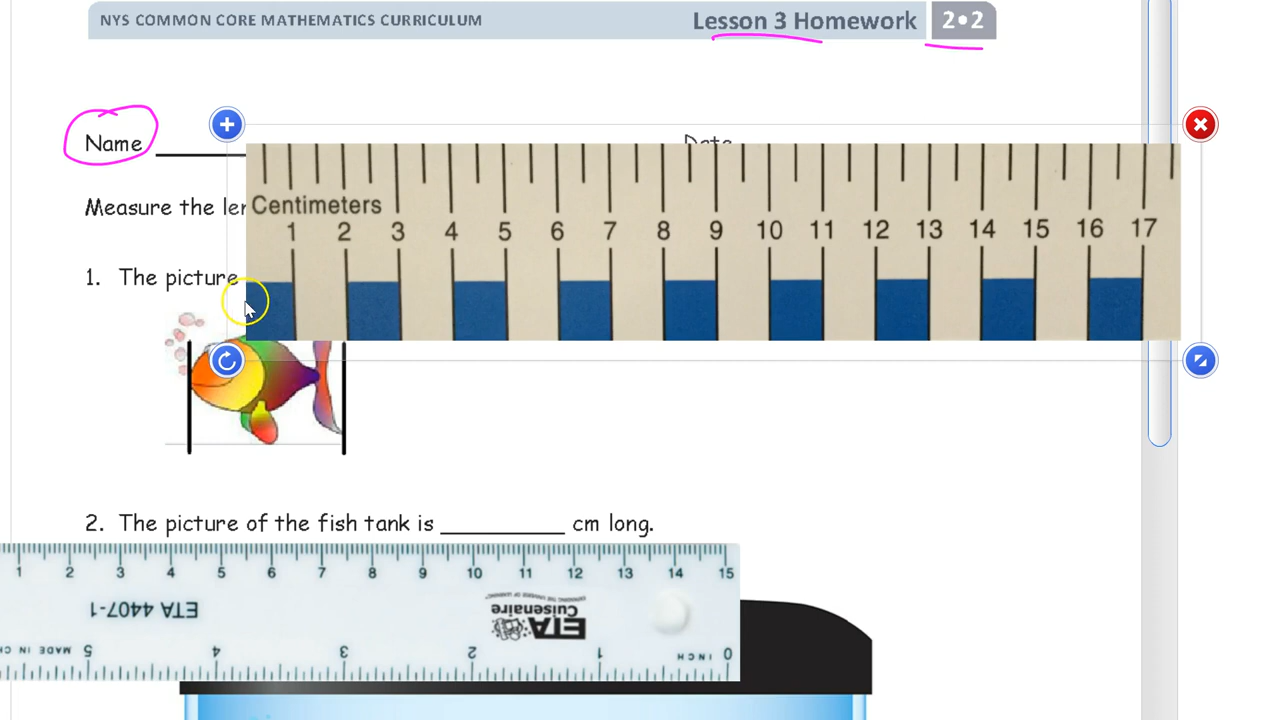 NYS COMMON CORE MATHEMATICS CURRICULUM Lesson 3 Homework 2•2
Name Date
Centimeters
Measure the
1 2 3 4 5 6 7 8 9 10 11 12 13 14 15 16 17
1. The picture
2. The picture of the fish tank is __________ cm long.
1 2 3 4 5 6 7 8 9 10 11 12 13 14 15
ETA 4407-1
ETA Cuisenaire
MADE IN 5 4 3 2 1 INCH 0